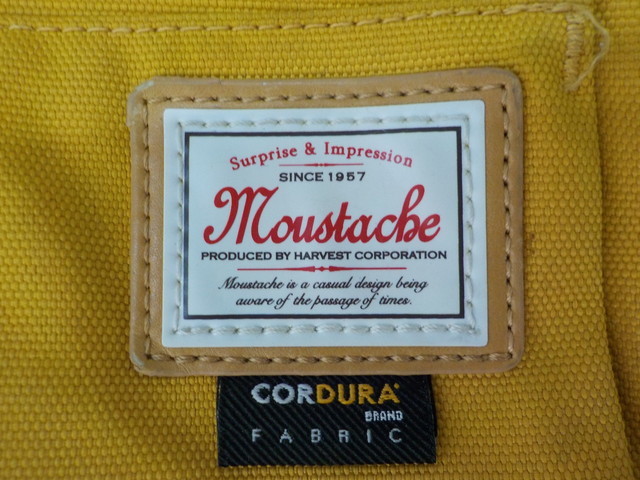 Surprise & Impression
SINCE 1957
Moustache
PRODUCED BY HARVEST CORPORATION
Moustache is a casual design being
aware of the passage of times.
CORDURA
BRAND
FABRIC